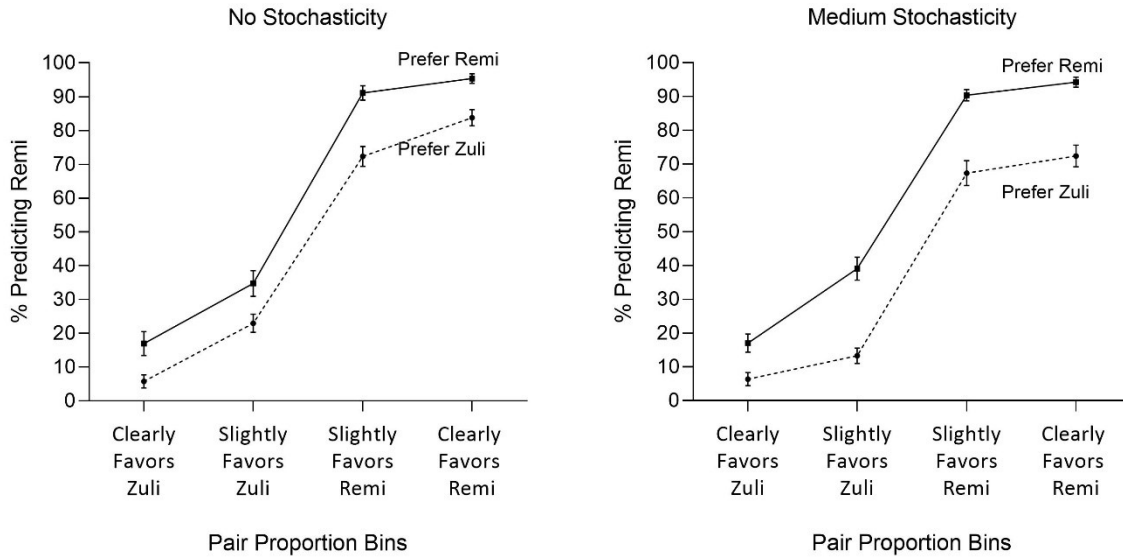 No Stochasticity
% Predicting Remi
100
90
80
70
60
50
40
30
20
10
0
Prefer Remi
Prefer Zuli
Clearly
Favors
Zuli
Slightly
Favors
Zuli
Slightly
Favors
Remi
Clearly
Favors
Remi
Pair Proportion Bins
Medium Stochasticity
% Predicting Remi
100
90
80
70
60
50
40
30
20
10
0
Prefer Remi
Prefer Zuli
Clearly
Favors
Zuli
Slightly
Favors
Zuli
Slightly
Favors
Remi
Clearly
Favors
Remi
Pair Proportion Bins